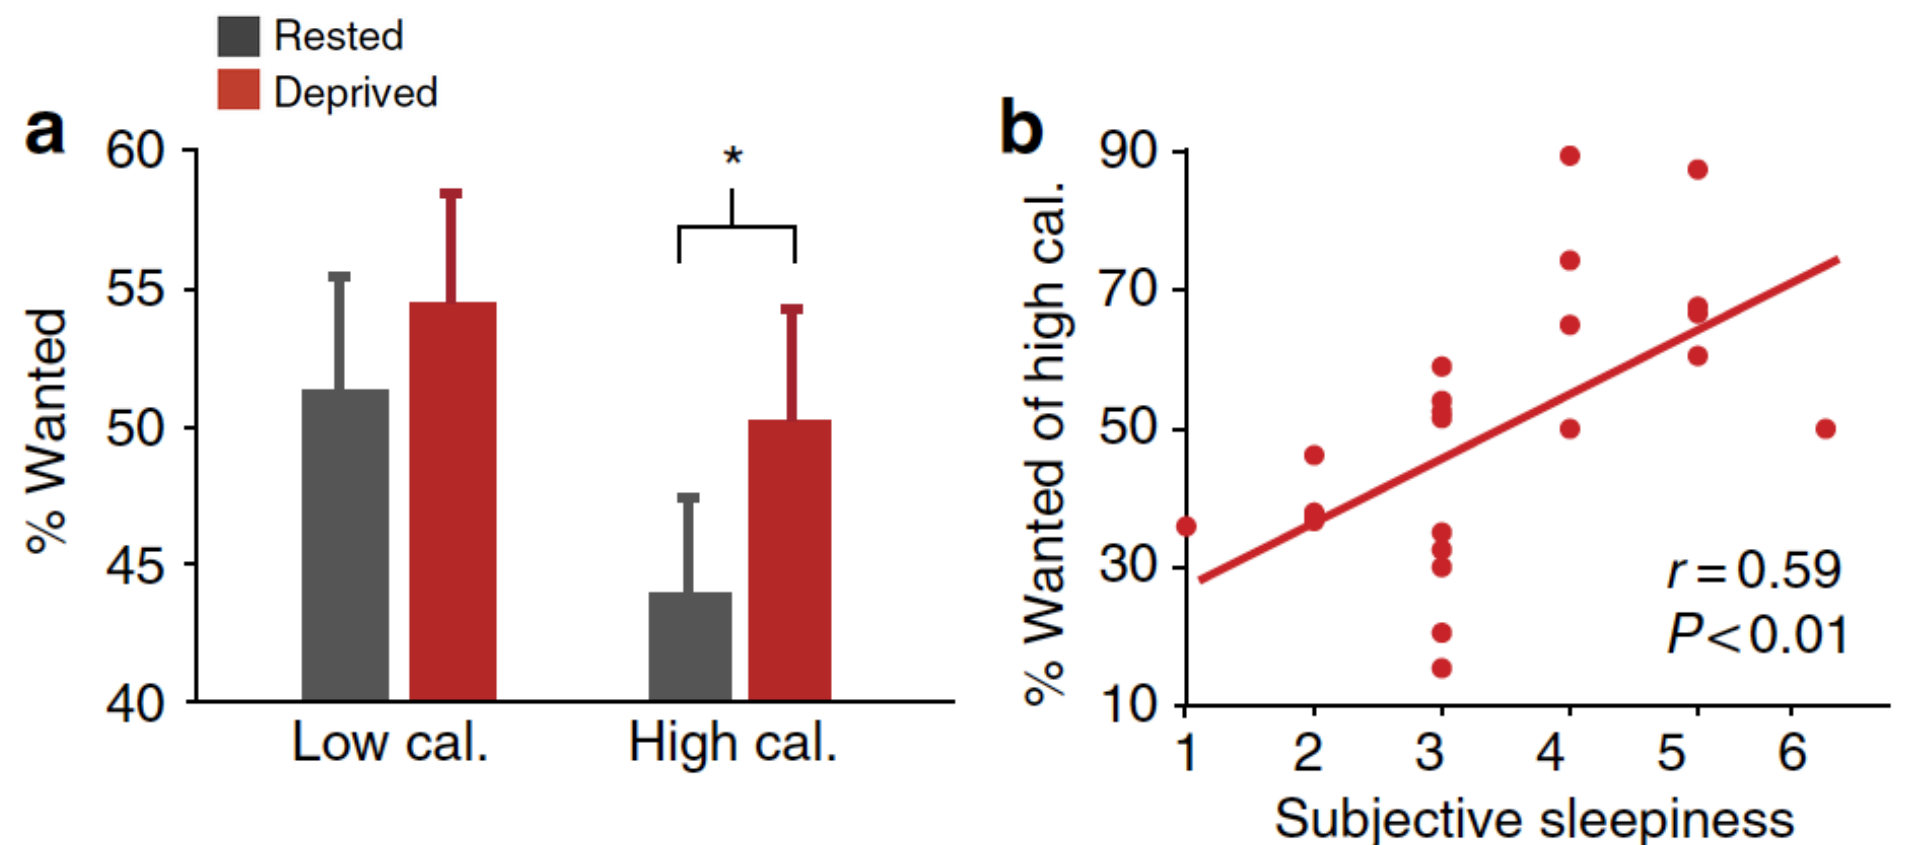 Rested
Deprived
a
60
55
50
45
40
% Wanted
*
Low cal.
High cal.
b
90
70
50
30
10
% Wanted of high cal.
r = 0.59
P < 0.01
1 2 3 4 5 6
Subjective sleepiness